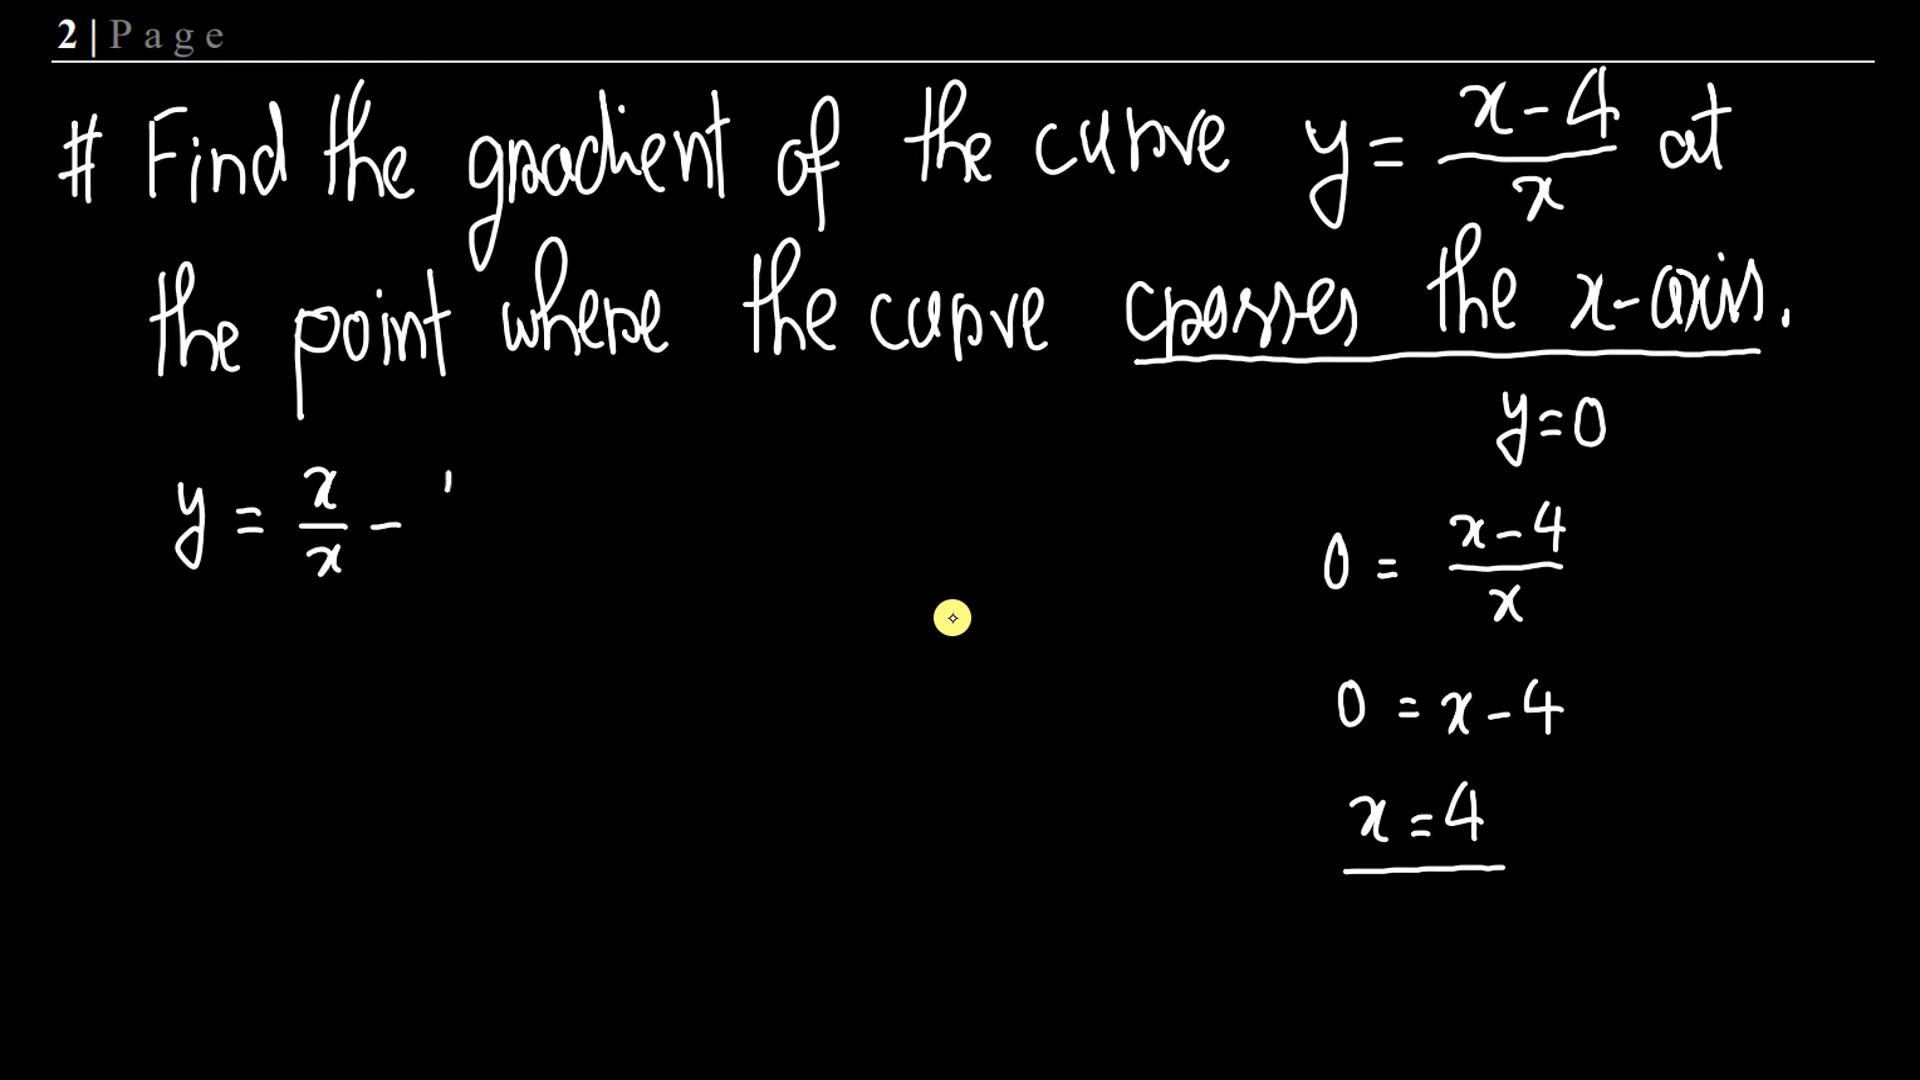 2 | Page
# Find the gradient of the curve y = (x-4)/x at
the point where the curve crosses the x-axis.
y=0
y = x/x -
0 = (x-4)/x
0 = x-4
x=4